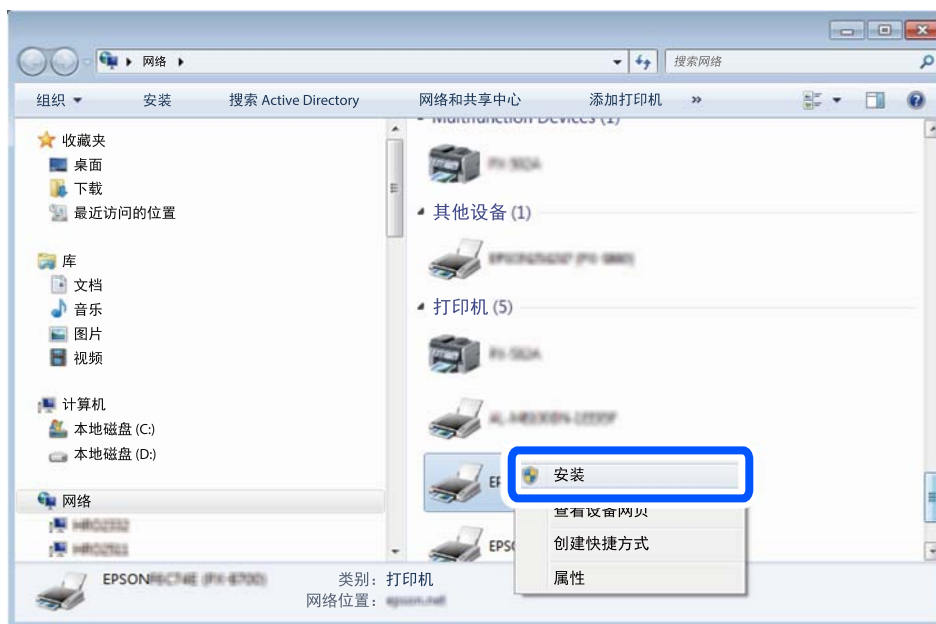 网络
搜索网络
组织
安装
搜索 Active Directory
网络和共享中心
添加打印机
»
收藏夹
桌面
下载
最近访问的位置
库
文档
音乐
图片
视频
计算机
本地磁盘 (C:)
本地磁盘 (D:)
网络
Multifunction Devices (1)
其他设备 (1)
打印机 (5)
安装
查看设备网页
创建快捷方式
属性
EPSON
类别: 打印机
网络位置: